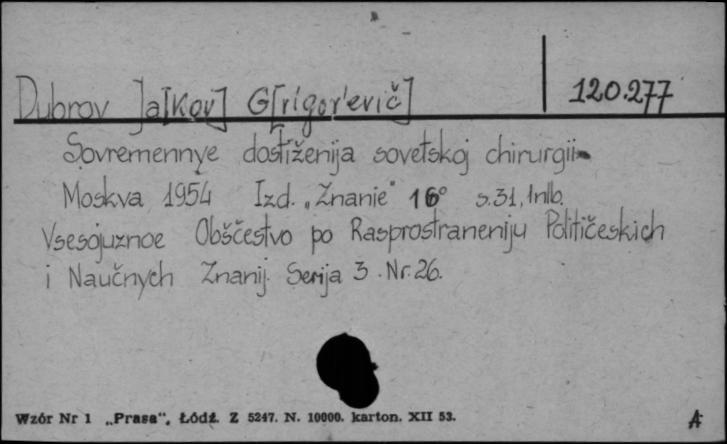 Dubrov Ja[kov] G[rigor'evič] 120.277
Sovremennye dostiženija sovetskoj chirurgii.
Moskva 1954 Izd. „Znanie" 16° s.31, 1nlb.
Vsesojuznoe Obščestvo po Rasprostraneniju Političeskich
i Naučnych Znanij. Serija 3. Nr. 26.
Wzór Nr 1 „Prasa", Łódź. Z 5247. N. 10000. karton. XII 53. A